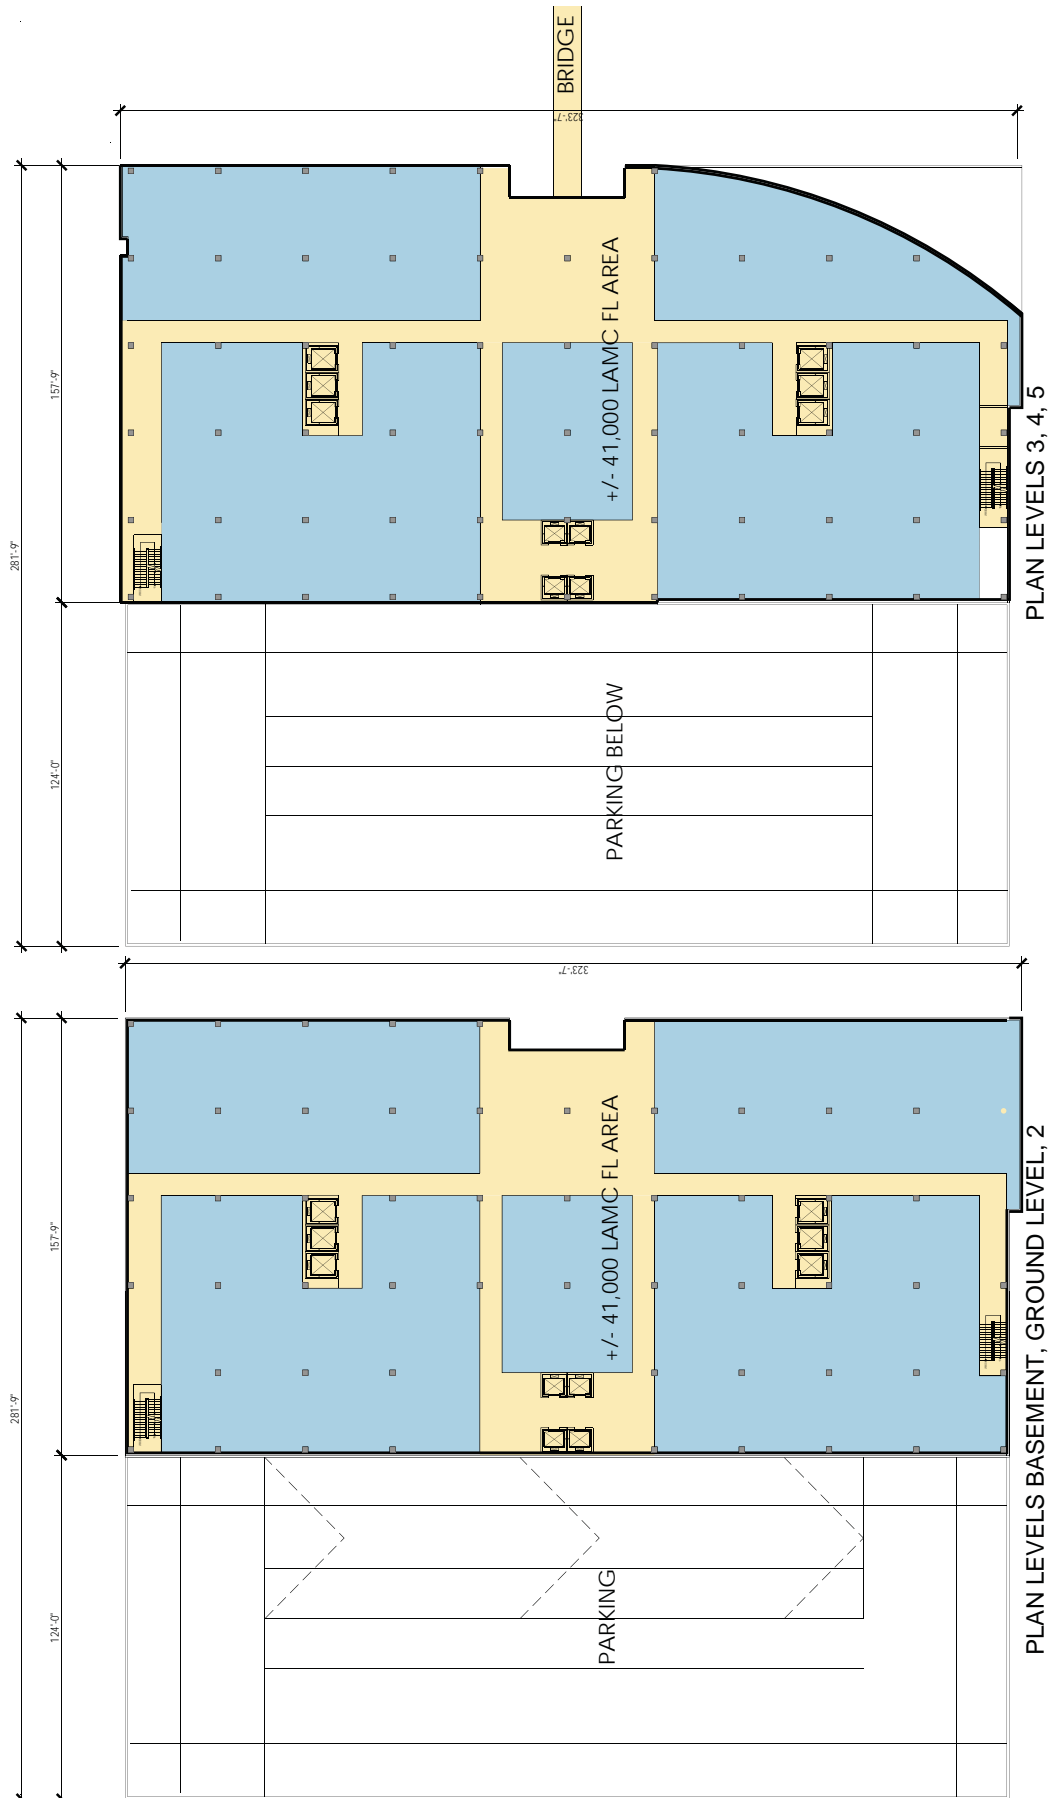 BRIDGE
323'-7"
+/- 41,000 LAMC FL AREA
157'-9"
281'-9"
124'-0"
PARKING BELOW
PLAN LEVELS 3, 4, 5
323'-7"
+/- 41,000 LAMC FL AREA
157'-9"
281'-9"
124'-0"
PARKING
PLAN LEVELS BASEMENT, GROUND LEVEL, 2